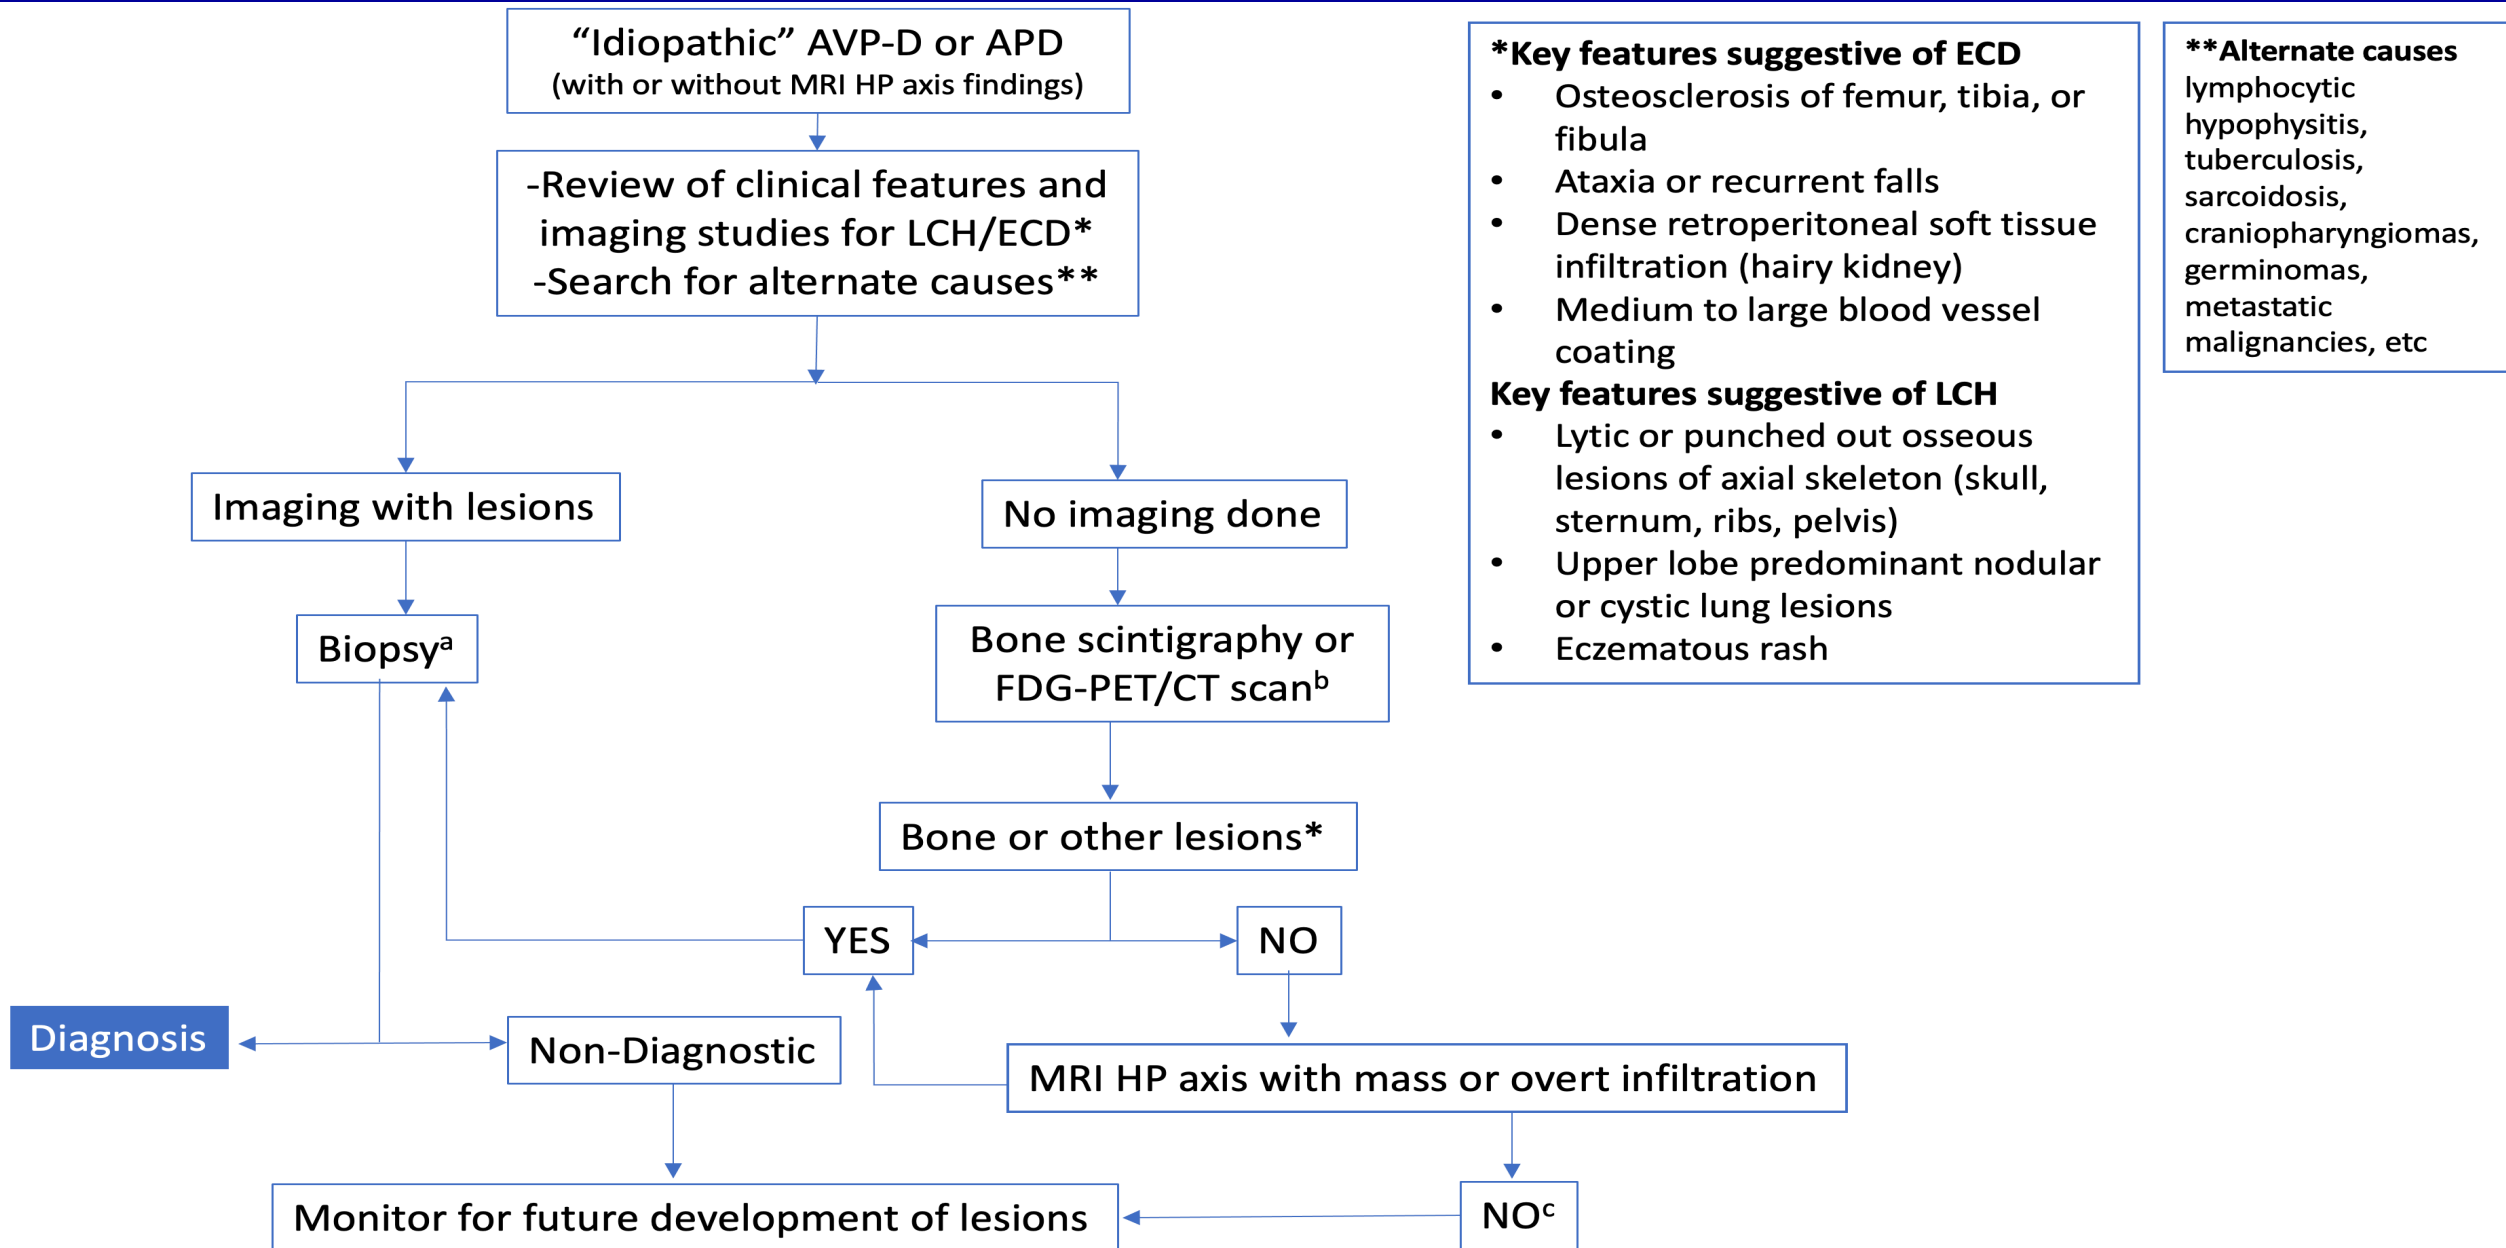 “Idiopathic” AVP-D or APD
(with or without MRI HP axis findings)
-Review of clinical features and
imaging studies for LCH/ECD*
-Search for alternate causes**
Imaging with lesions
No imaging done
Biopsyᵃ
Bone scintigraphy or
FDG-PET/CT scanᵇ
Bone or other lesions*
YES
NO
Diagnosis
Non-Diagnostic
MRI HP axis with mass or overt infiltration
Monitor for future development of lesions
NOᶜ
*Key features suggestive of ECD
• Osteosclerosis of femur, tibia, or
fibula
• Ataxia or recurrent falls
• Dense retroperitoneal soft tissue
infiltration (hairy kidney)
• Medium to large blood vessel
coating
Key features suggestive of LCH
• Lytic or punched out osseous
lesions of axial skeleton (skull,
sternum, ribs, pelvis)
• Upper lobe predominant nodular
or cystic lung lesions
• Eczematous rash
**Alternate causes
lymphocytic
hypophysitis,
tuberculosis,
sarcoidosis,
craniopharyngiomas,
germinomas,
metastatic
malignancies, etc